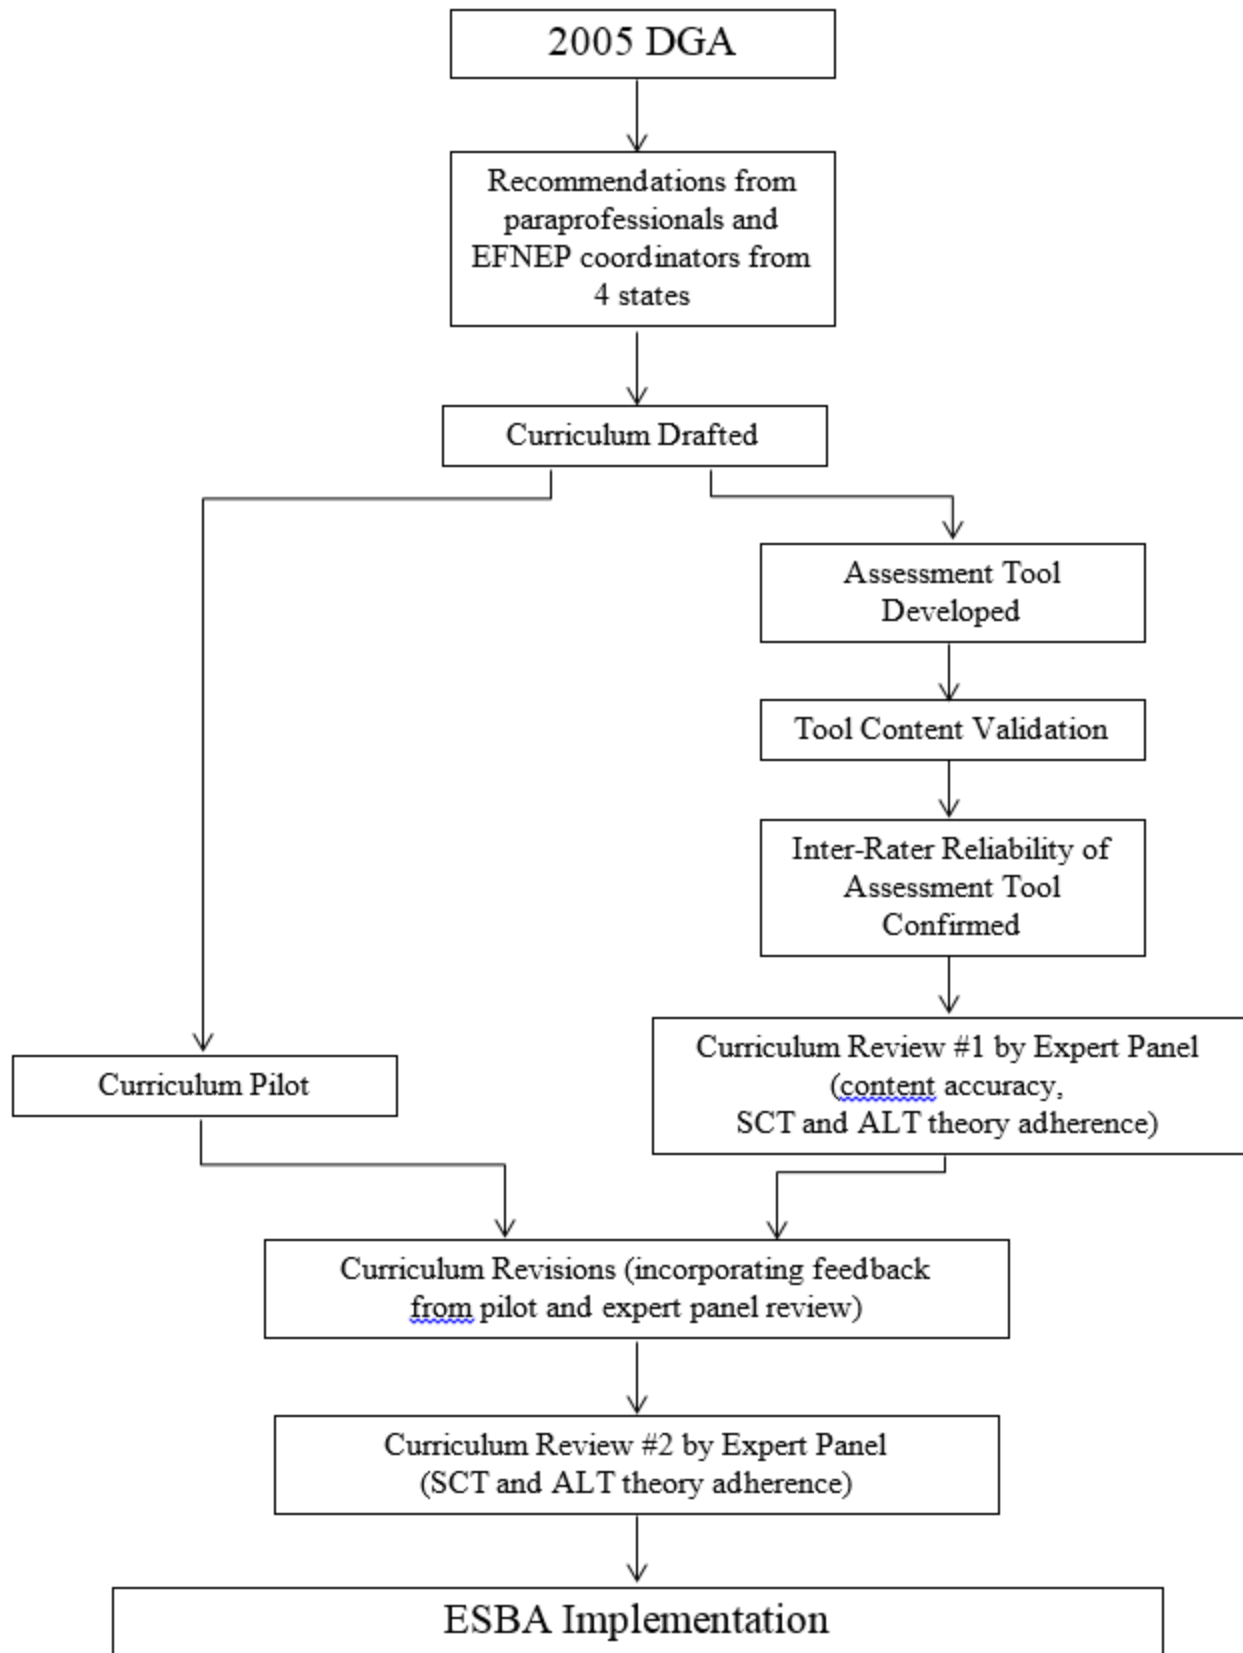 2005 DGA
Recommendations from
paraprofessionals and
EFNEP coordinators from
4 states
Curriculum Drafted
Assessment Tool
Developed
Tool Content Validation
Inter-Rater Reliability of
Assessment Tool
Confirmed
Curriculum Review #1 by Expert Panel
(content accuracy,
SCT and ALT theory adherence)
Curriculum Pilot
Curriculum Revisions (incorporating feedback
from pilot and expert panel review)
Curriculum Review #2 by Expert Panel
(SCT and ALT theory adherence)
ESBA Implementation